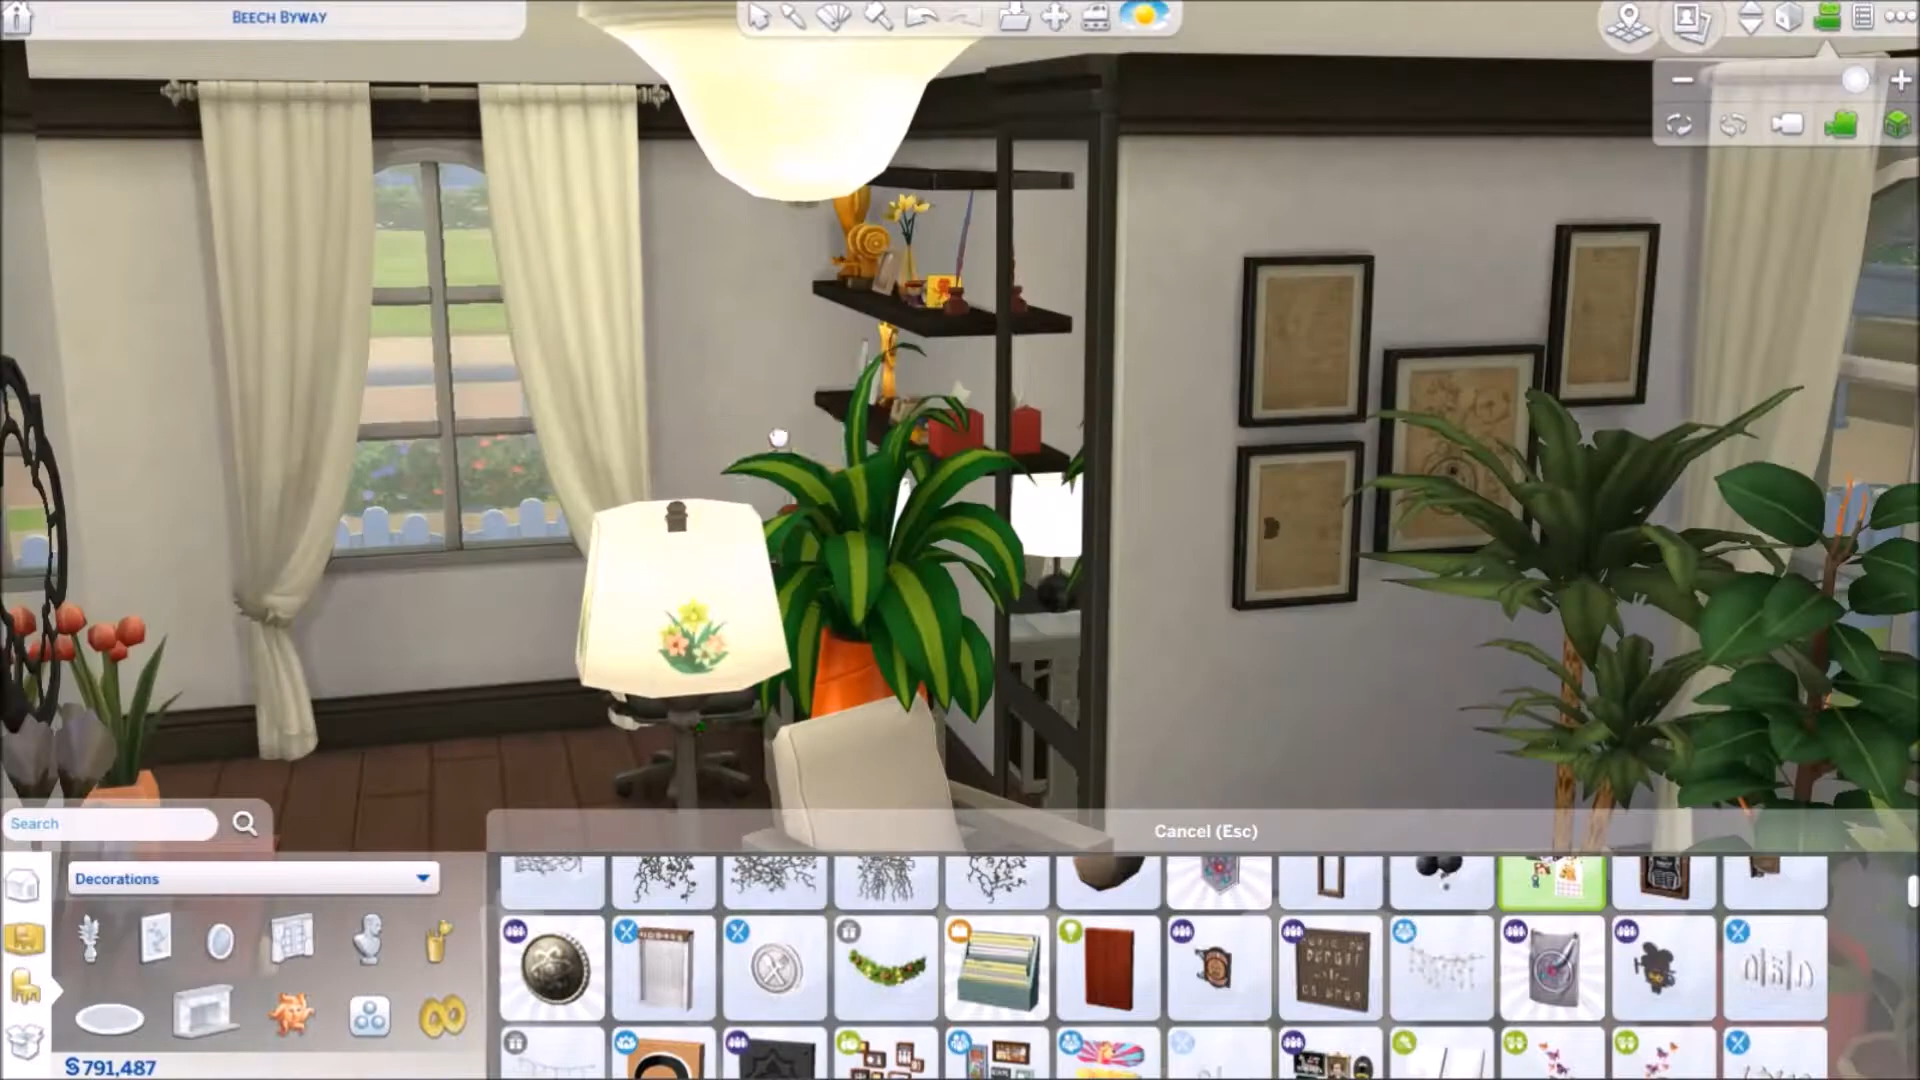 BEECH BYWAY
Cancel (Esc)
Search
Decorations
§791,487